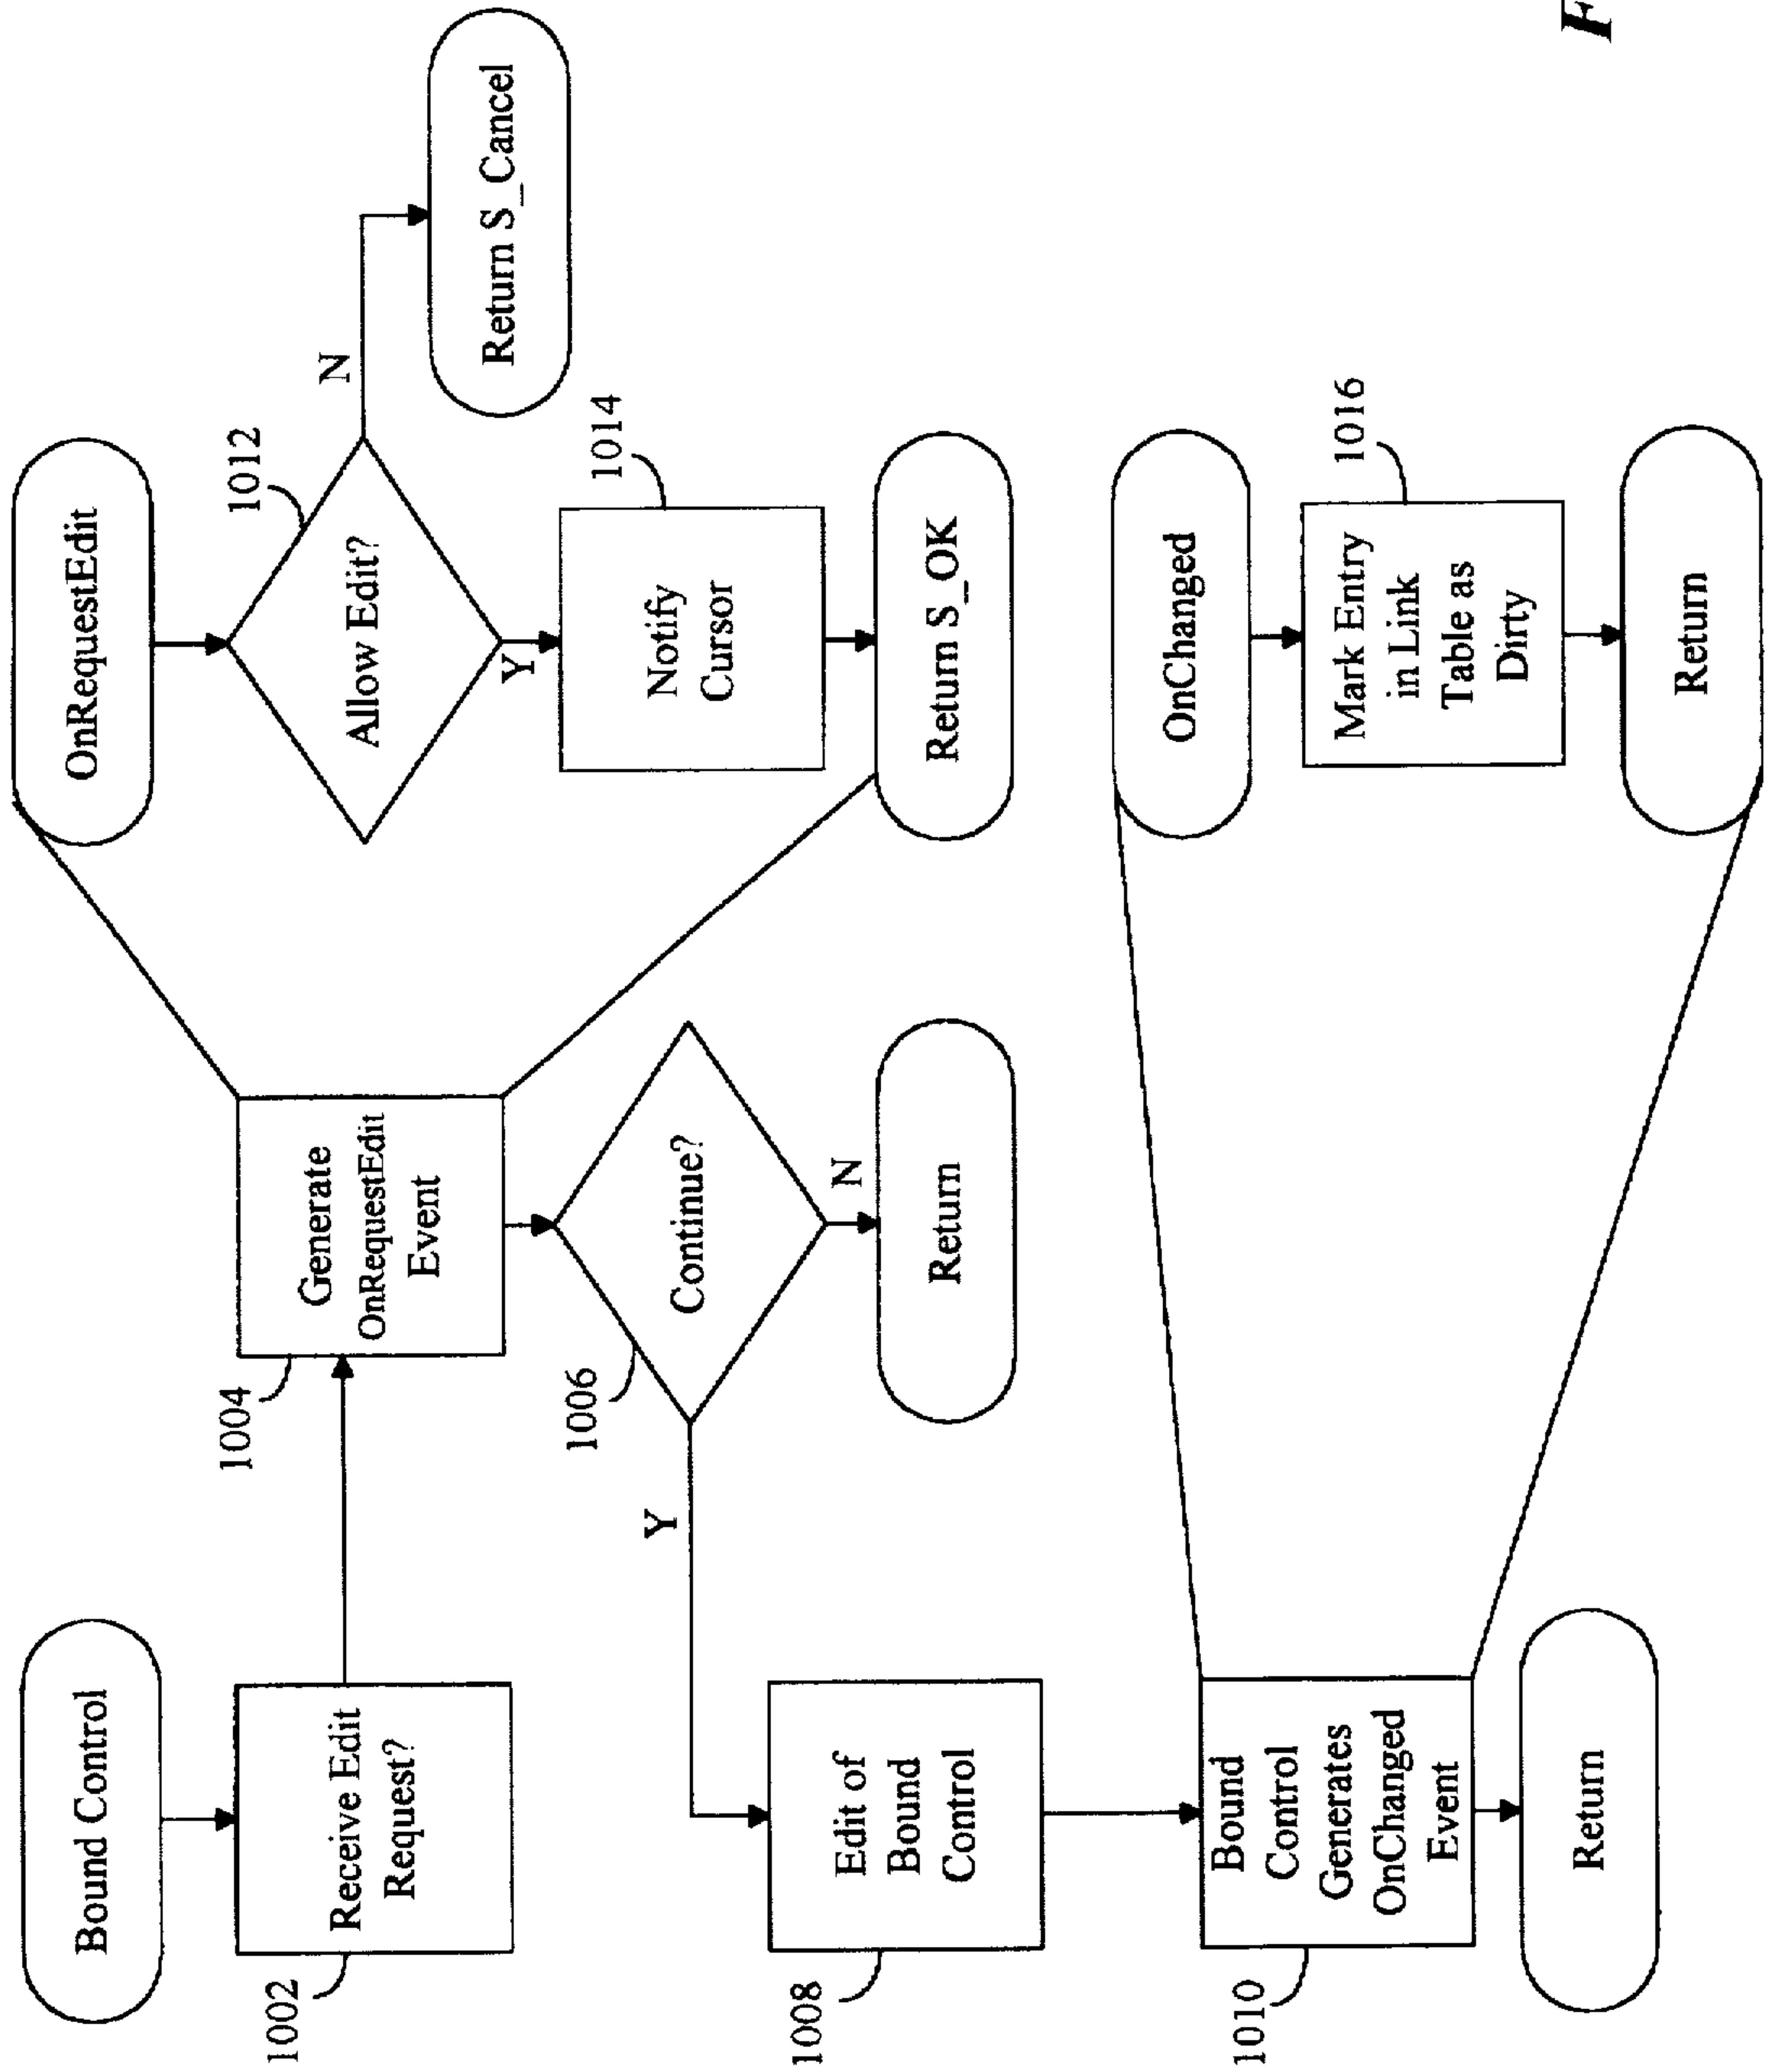 Bound Control
1002
Receive Edit
Request?
1004
Generate
OnRequestEdit
Event
1006
Continue?
Y
N
Return
1008
Edit of
Bound
Control
1010
Bound
Control
Generates
OnChanged
Event
Return
OnRequestEdit
1012
Allow Edit?
N
Return S_Cancel
Y
1014
Notify
Cursor
Return S_OK
OnChanged
1016
Mark Entry
in Link
Table as
Dirty
Return
F